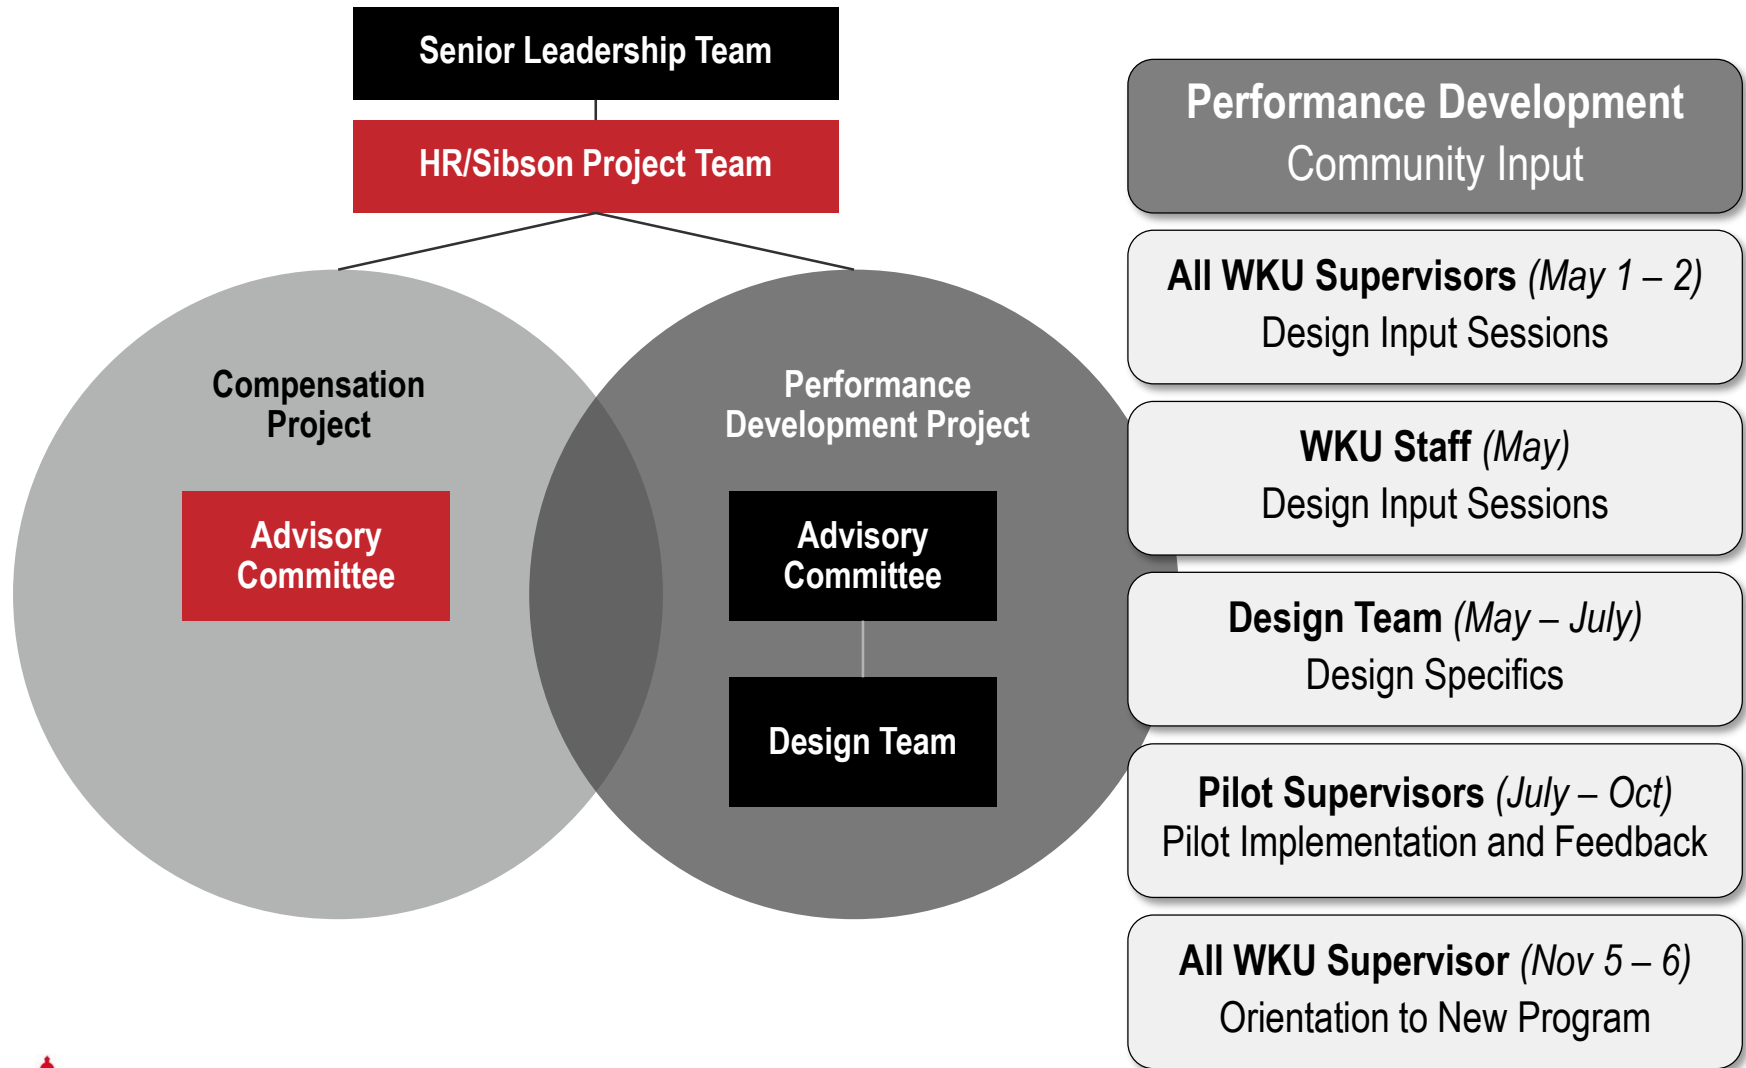 Senior Leadership Team
HR/Sibson Project Team
Compensation
Project
Advisory
Committee
Performance
Development Project
Advisory
Committee
Design Team
Performance Development
Community Input
All WKU Supervisors (May 1 – 2)
Design Input Sessions
WKU Staff (May)
Design Input Sessions
Design Team (May – July)
Design Specifics
Pilot Supervisors (July – Oct)
Pilot Implementation and Feedback
All WKU Supervisor (Nov 5 – 6)
Orientation to New Program